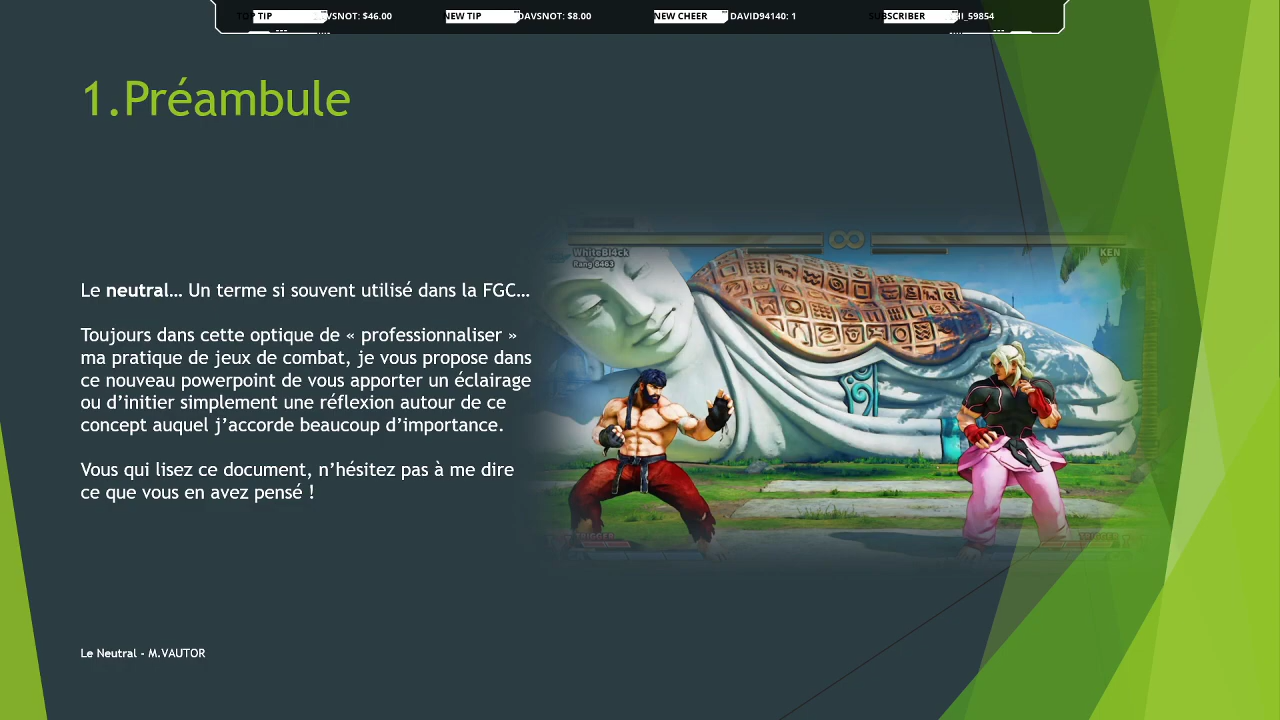 TOP TIP
DAVSNOT: $46.00
NEW TIP
DAVSNOT: $8.00
NEW CHEER
DAVID94140: 1
SUBSCRIBER
1.Préambule
WhiteBl4ck
Rang 8463
KEN
Le neutral… Un terme si souvent utilisé dans la FGC…
Toujours dans cette optique de « professionnaliser »
ma pratique de jeux de combat, je vous propose dans
ce nouveau powerpoint de vous apporter un éclairage
ou d’initier simplement une réflexion autour de ce
concept auquel j’accorde beaucoup d’importance.
Vous qui lisez ce document, n’hésitez pas à me dire
ce que vous en avez pensé !
Le Neutral - M.VAUTOR